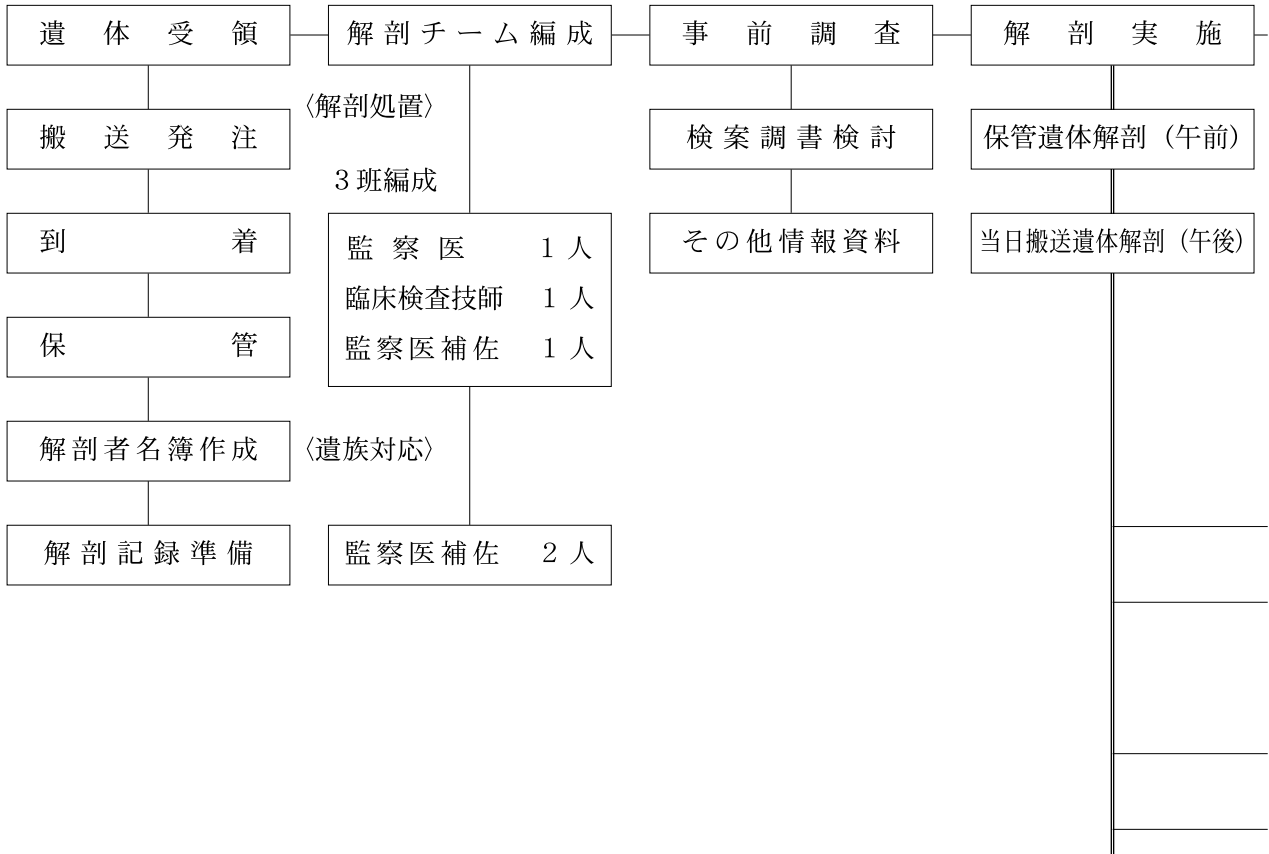 遺体受領
解剖チーム編成
事前調査
解剖実施
搬送発注
到着
保管
解剖者名簿作成
解剖記録準備
〈解剖処置〉
３班編成
監察医 １人
臨床検査技師 １人
監察医補佐 １人
〈遺族対応〉
監察医補佐 ２人
検案調書検討
その他情報資料
保管遺体解剖（午前）
当日搬送遺体解剖（午後）